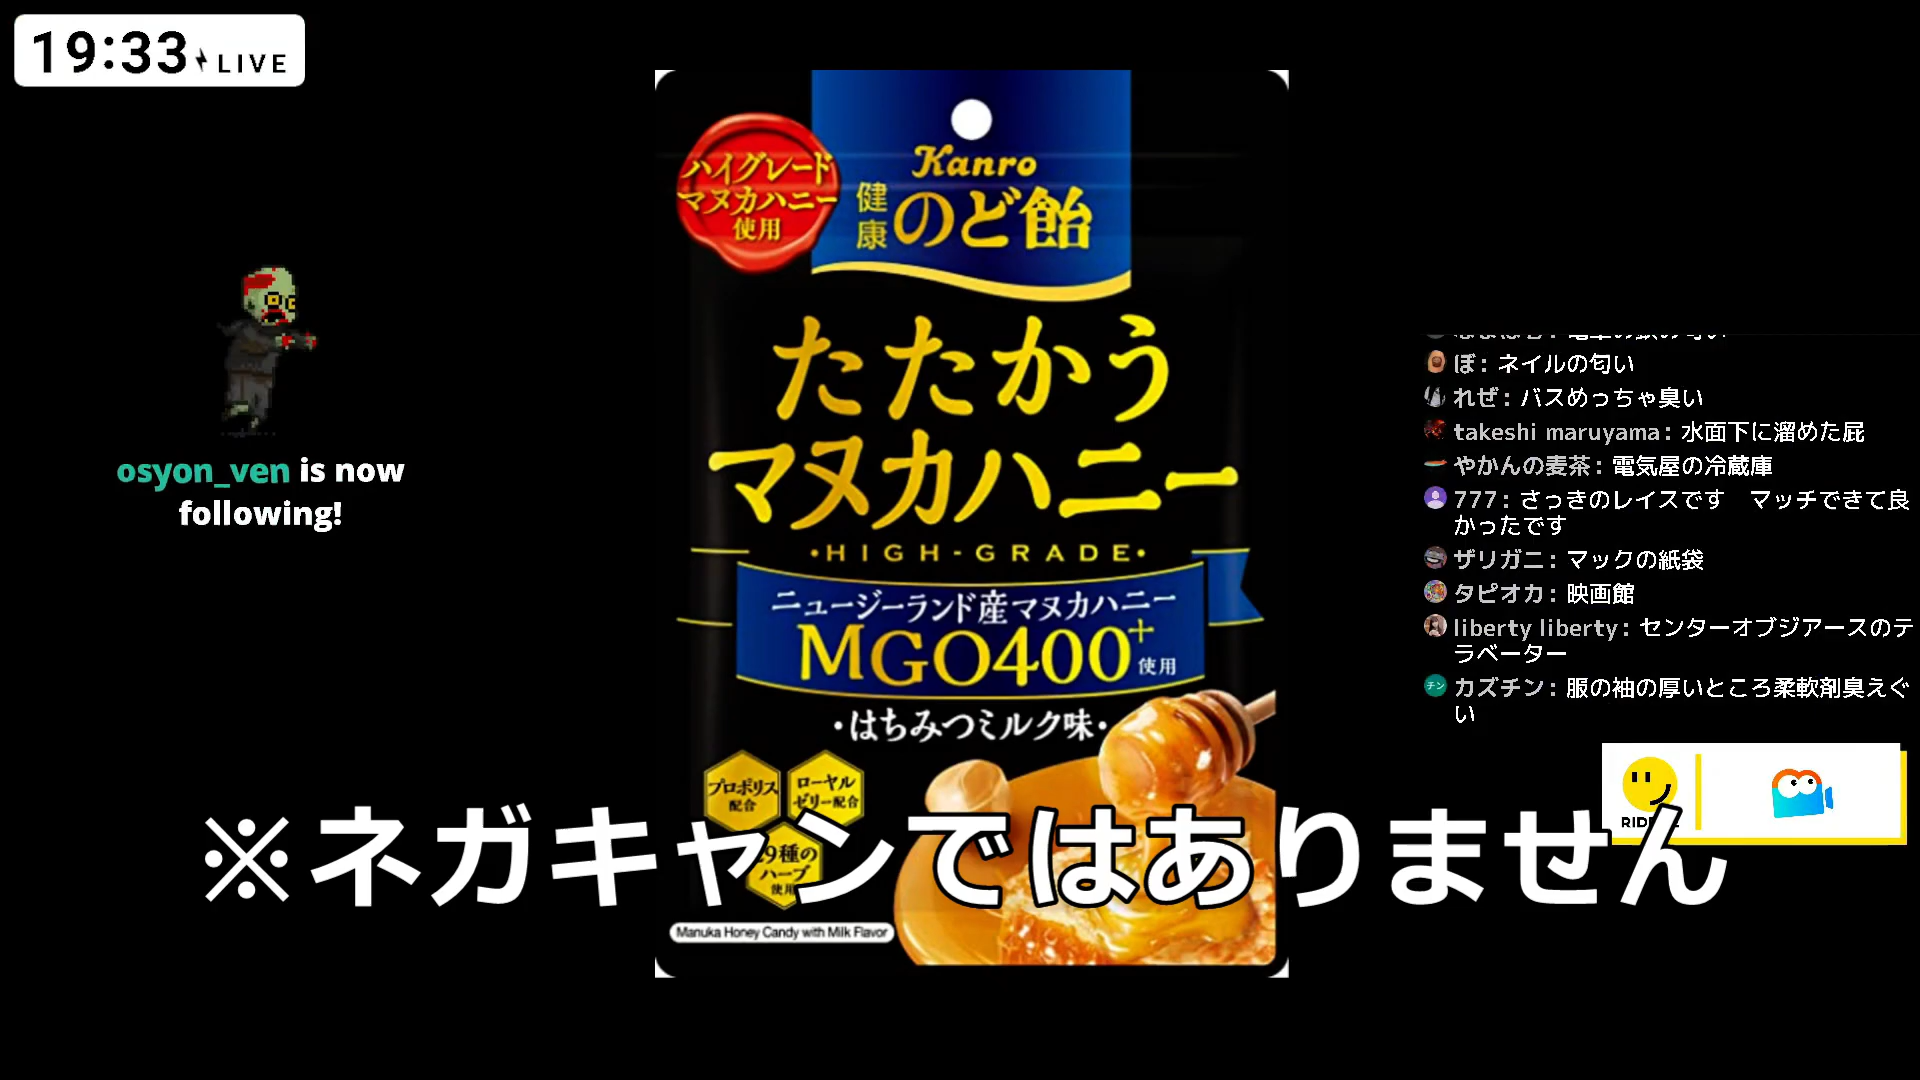 19:33 LIVE
ハイグレード
マヌカハニー
使用
Kanro
健康のど飴
たたかう
マヌカハニー
・HIGH-GRADE・
ニュージーランド産マヌカハニー
MGO400+使用
・はちみつミルク味・
プロポリス
配合
ローヤル
ゼリー配合
9種の
ハーブ
使用
Manuka Honey Candy with Milk Flavor
osyon_ven is now
following!
ぼ: ネイルの匂い
れぜ: バスめっちゃ臭い
takeshi maruyama: 水面下に溜めた屁
やかんの麦茶: 電気屋の冷蔵庫
777: さっきのレイスです　マッチできて良
かったです
ザリガニ: マックの紙袋
タピオカ: 映画館
liberty liberty: センターオブジアースのテ
ラベーター
チン
カズチン: 服の袖の厚いところ柔軟剤臭えぐ
い
※ネガキャンではありません